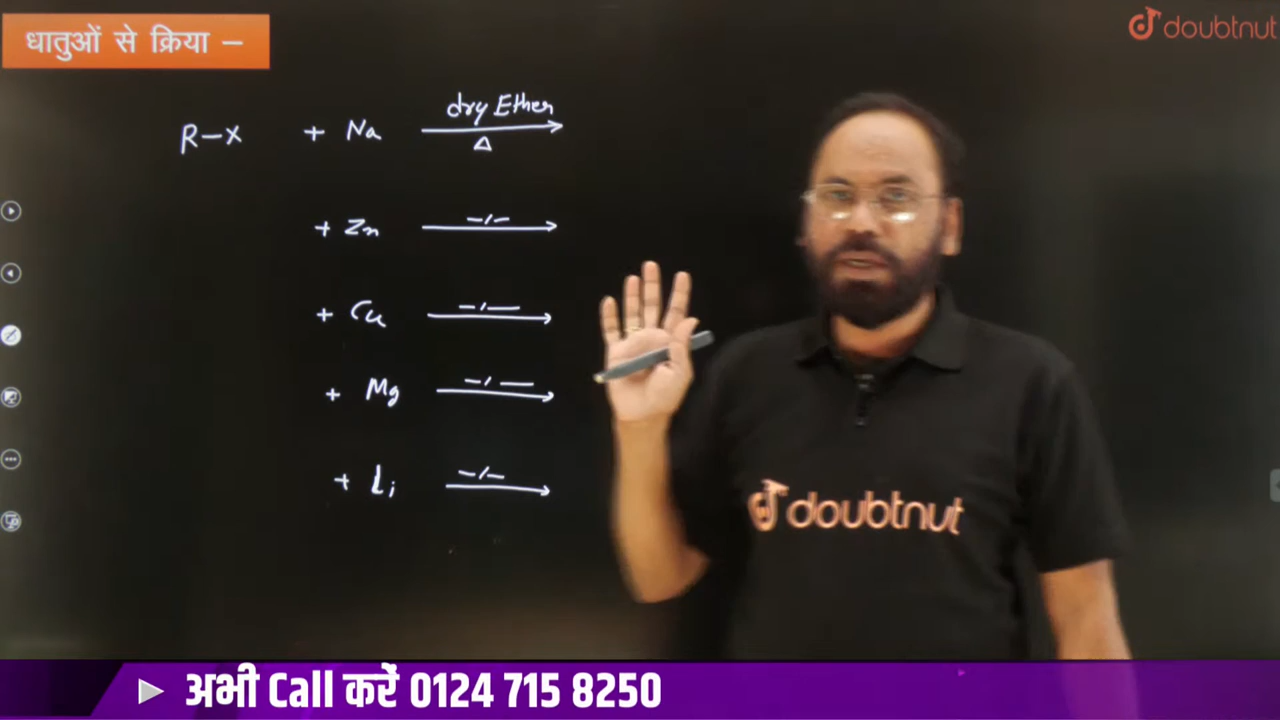 धातुओं से क्रिया –
doubtnut
dry Ether
R–X + Na ⟶
Δ
+ Zn –/– ⟶
+ Cu –/– ⟶
+ Mg –/– ⟶
+ Li –/– ⟶
doubtnut
अभी Call करें 0124 715 8250